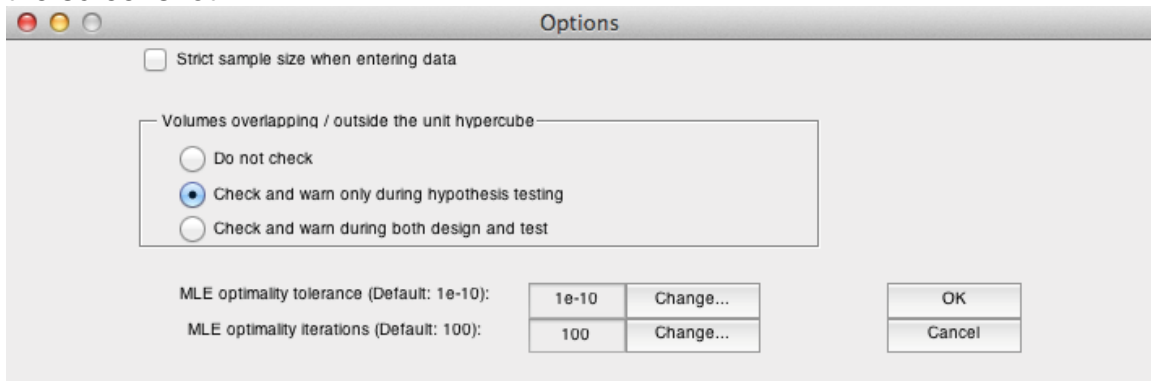 Options
Strict sample size when entering data
Volumes overlapping / outside the unit hypercube
Do not check
Check and warn only during hypothesis testing
Check and warn during both design and test
MLE optimality tolerance (Default: 1e-10): 1e-10 Change... OK
MLE optimality iterations (Default: 100): 100 Change... Cancel